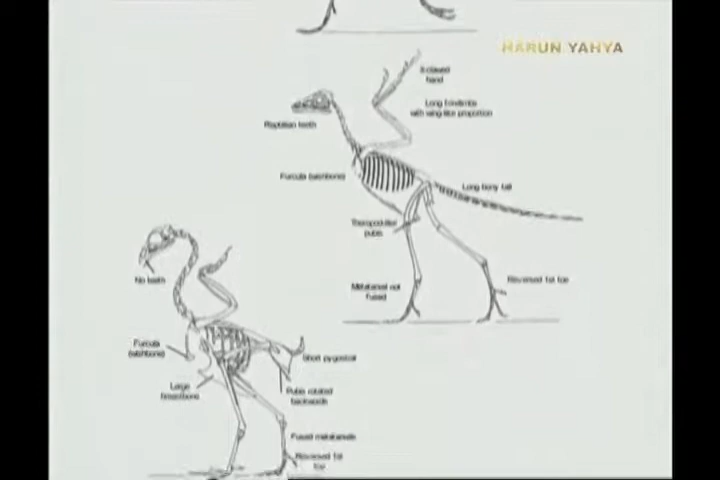 HARUN YAHYA
3-clawed
hand
Long forelimbs
with wing-like proportion
Reptilian teeth
Furcula (wishbone)
Long bony tail
Theropod-like
pubis
Metatarsal not
fused
Reversed 1st toe
No teeth
Furcula
(wishbone)
Short pygostyle
Large
breastbone
Pubis rotated
backwards
Fused metatarsals
Reversed 1st
toe